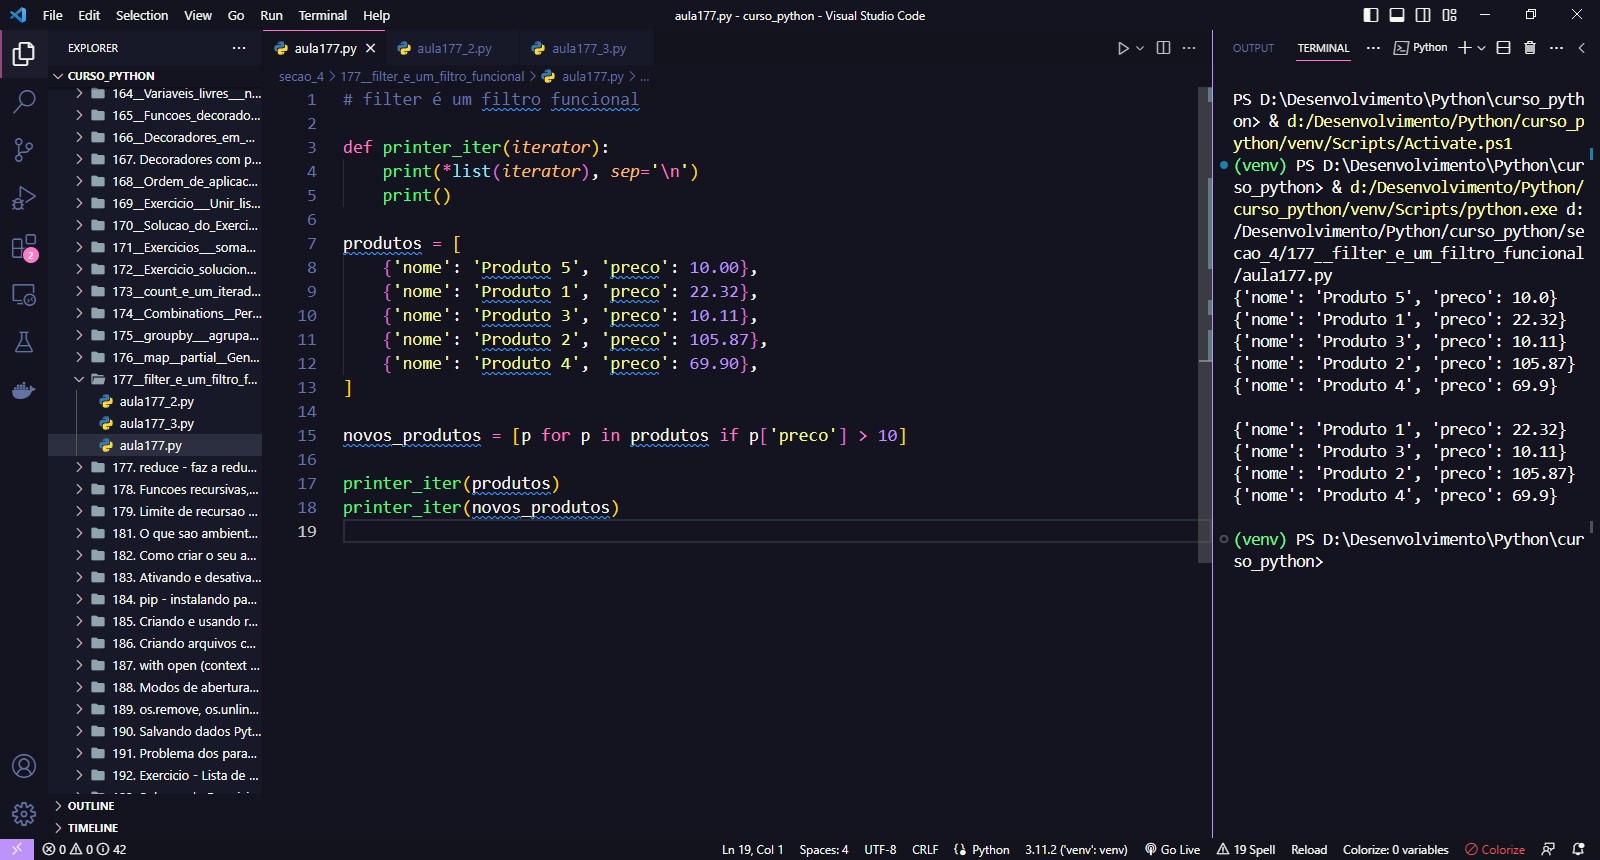 File Edit Selection View Go Run Terminal Help
aula177.py - curso_python - Visual Studio Code
EXPLORER
CURSO_PYTHON
164__Variaveis_livres___n...
165__Funcoes_decorado...
166__Decoradores_em_...
167. Decoradores com p...
168__Ordem_de_aplicac...
169__Exercicio___Unir_lis...
170__Solucao_do_Exerci...
171__Exercicios___soma...
172__Exercicio_solucion...
173__count_e_um_iterad...
174__Combinations__Per...
175__groupby___agrupa...
176__map__partial__Gen...
177__filter_e_um_filtro_f...
aula177_2.py
aula177_3.py
aula177.py
177. reduce - faz a redu...
178. Funcoes recursivas,...
179. Limite de recursao ...
181. O que sao ambient...
182. Como criar o seu a...
183. Ativando e desativa...
184. pip - instalando pa...
185. Criando e usando r...
186. Criando arquivos c...
187. with open (context ...
188. Modos de abertura...
189. os.remove, os.unlin...
190. Salvando dados Pyt...
191. Problema dos para...
192. Exercicio - Lista de ...
OUTLINE
TIMELINE
2
aula177.py aula177_2.py aula177_3.py
secao_4 > 177__filter_e_um_filtro_funcional > aula177.py > ...
1 # filter é um filtro funcional
2
3 def printer_iter(iterator):
4 print(*list(iterator), sep='\n')
5 print()
6
7 produtos = [
8 {'nome': 'Produto 5', 'preco': 10.00},
9 {'nome': 'Produto 1', 'preco': 22.32},
10 {'nome': 'Produto 3', 'preco': 10.11},
11 {'nome': 'Produto 2', 'preco': 105.87},
12 {'nome': 'Produto 4', 'preco': 69.90},
13 ]
14
15 novos_produtos = [p for p in produtos if p['preco'] > 10]
16
17 printer_iter(produtos)
18 printer_iter(novos_produtos)
19
OUTPUT TERMINAL ... Python
PS D:\Desenvolvimento\Python\curso_pyth
on> & d:/Desenvolvimento/Python/curso_p
ython/venv/Scripts/Activate.ps1
(venv) PS D:\Desenvolvimento\Python\cur
so_python> & d:/Desenvolvimento/Python/
curso_python/venv/Scripts/python.exe d:
/Desenvolvimento/Python/curso_python/se
cao_4/177__filter_e_um_filtro_funcional
/aula177.py
{'nome': 'Produto 5', 'preco': 10.0}
{'nome': 'Produto 1', 'preco': 22.32}
{'nome': 'Produto 3', 'preco': 10.11}
{'nome': 'Produto 2', 'preco': 105.87}
{'nome': 'Produto 4', 'preco': 69.9}
{'nome': 'Produto 1', 'preco': 22.32}
{'nome': 'Produto 3', 'preco': 10.11}
{'nome': 'Produto 2', 'preco': 105.87}
{'nome': 'Produto 4', 'preco': 69.9}
(venv) PS D:\Desenvolvimento\Python\cur
so_python>
0 0 42 Ln 19, Col 1 Spaces: 4 UTF-8 CRLF Python 3.11.2 ('venv': venv) Go Live 19 Spell Reload Colorize: 0 variables Colorize